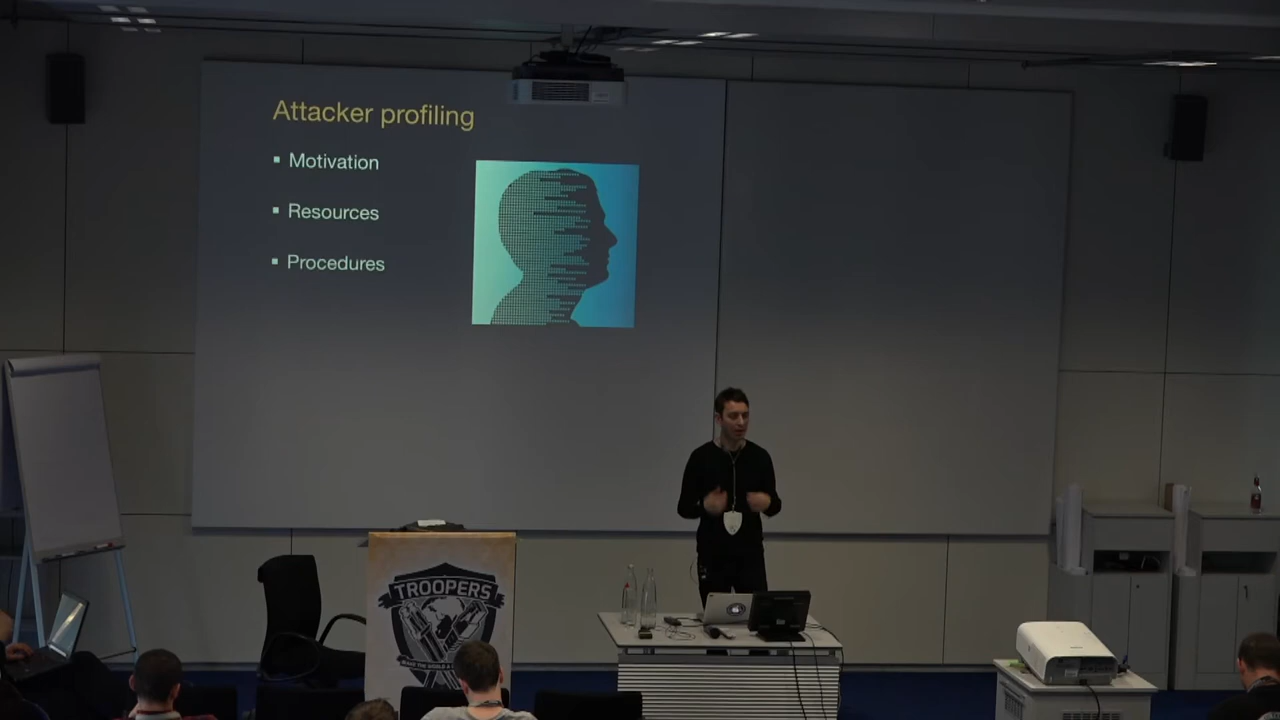 Attacker profiling
▪ Motivation
▪ Resources
▪ Procedures
TROOPERS